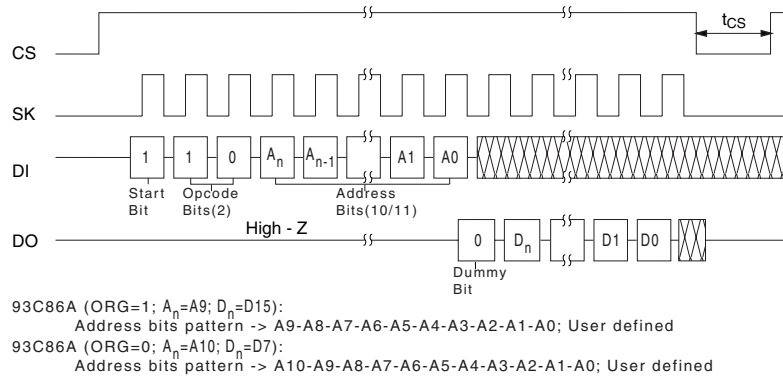 tCS
CS
SK
DI
1 1 0 An An-1 A1 A0
Start Bit
Opcode Bits(2)
Address Bits(10/11)
High - Z
DO
0 Dn D1 D0
Dummy Bit
93C86A (ORG=1; An=A9; Dn=D15):
Address bits pattern -> A9-A8-A7-A6-A5-A4-A3-A2-A1-A0; User defined
93C86A (ORG=0; An=A10; Dn=D7):
Address bits pattern -> A10-A9-A8-A7-A6-A5-A4-A3-A2-A1-A0; User defined